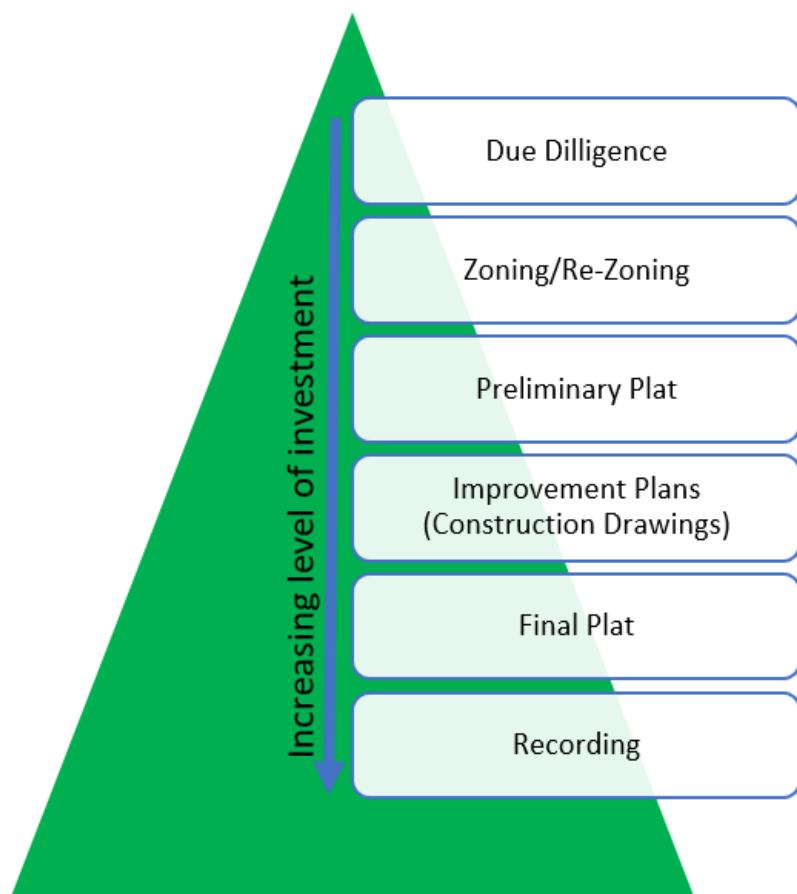 Due Dilligence
Zoning/Re-Zoning
Preliminary Plat
Improvement Plans
(Construction Drawings)
Final Plat
Recording
Increasing level of investment